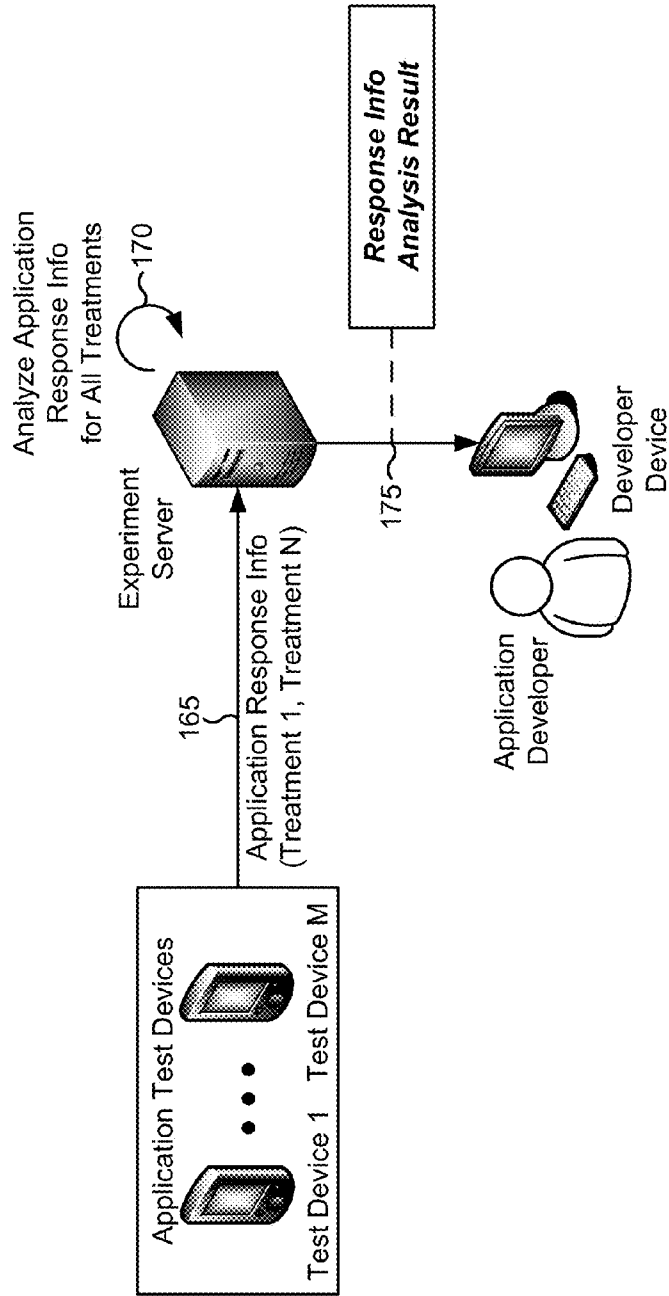 Application Test Devices
Test Device 1
Test Device M
165
Application Response Info
(Treatment 1, Treatment N)
Experiment
Server
Analyze Application
Response Info
for All Treatments
170
175
Response Info
Analysis Result
Application
Developer
Developer
Device